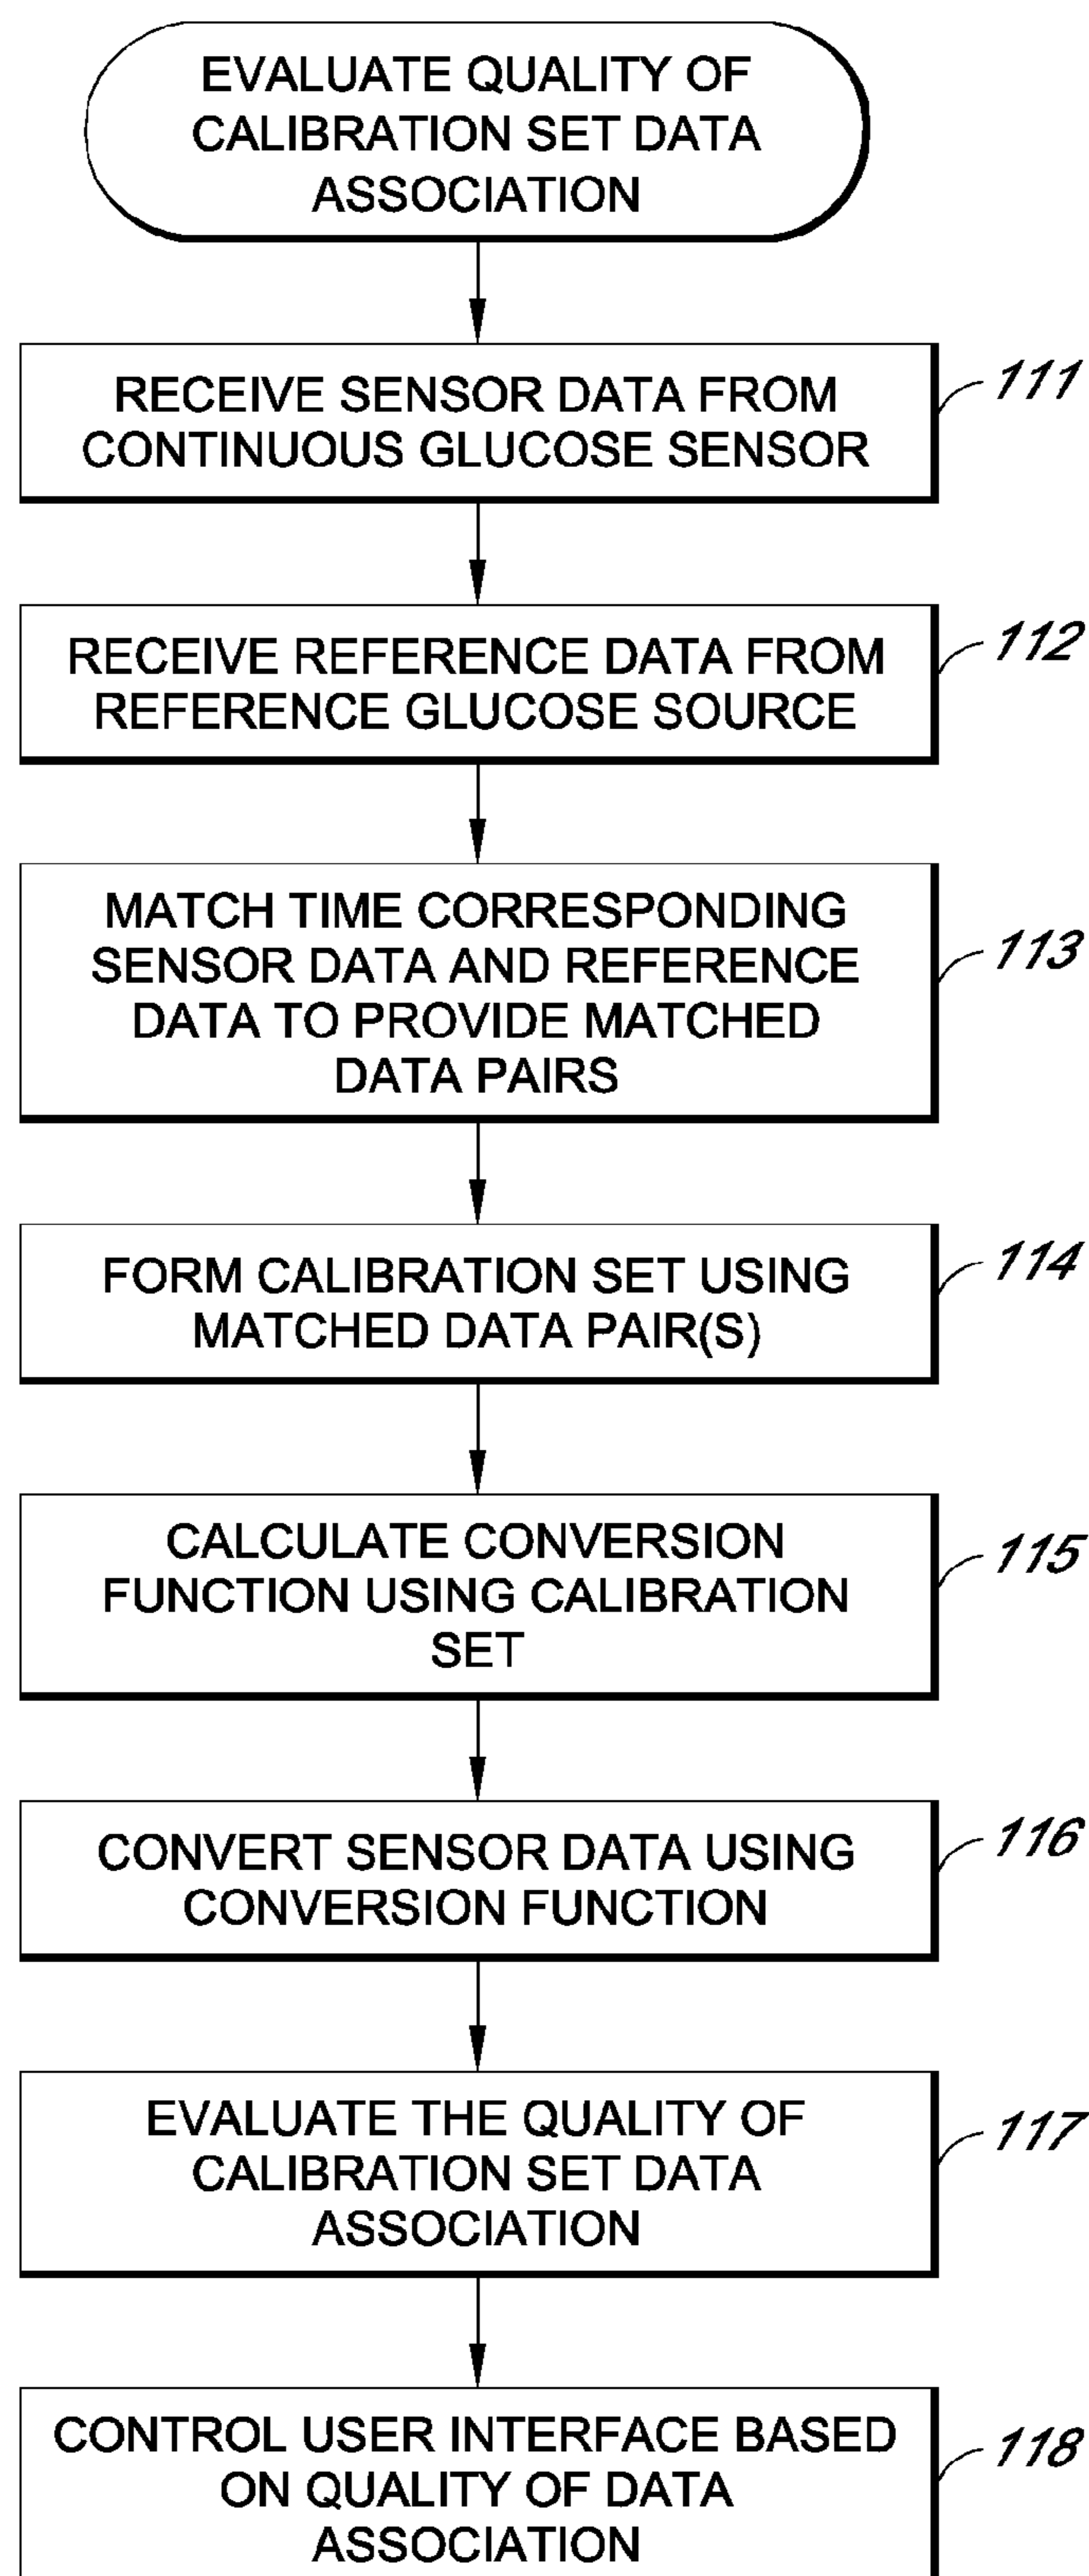 EVALUATE QUALITY OF
CALIBRATION SET DATA
ASSOCIATION
RECEIVE SENSOR DATA FROM
CONTINUOUS GLUCOSE SENSOR
111
RECEIVE REFERENCE DATA FROM
REFERENCE GLUCOSE SOURCE
112
MATCH TIME CORRESPONDING
SENSOR DATA AND REFERENCE
DATA TO PROVIDE MATCHED
DATA PAIRS
113
FORM CALIBRATION SET USING
MATCHED DATA PAIR(S)
114
CALCULATE CONVERSION
FUNCTION USING CALIBRATION
SET
115
CONVERT SENSOR DATA USING
CONVERSION FUNCTION
116
EVALUATE THE QUALITY OF
CALIBRATION SET DATA
ASSOCIATION
117
CONTROL USER INTERFACE BASED
ON QUALITY OF DATA
ASSOCIATION
118